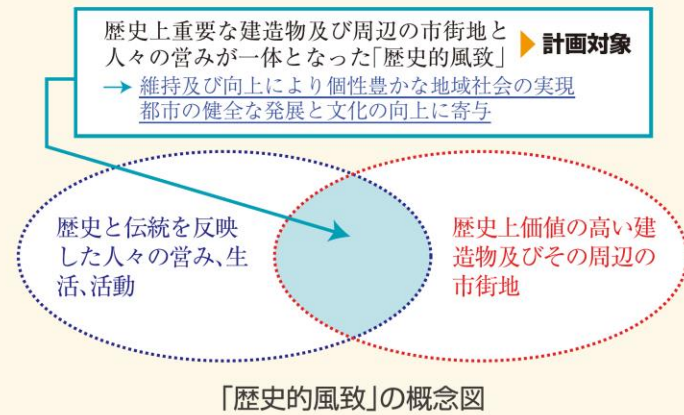 歴史上重要な建造物及び周辺の市街地と
人々の営みが一体となった「歴史的風致」
計画対象
→ 維持及び向上により個性豊かな地域社会の実現
都市の健全な発展と文化の向上に寄与
歴史と伝統を反映
した人々の営み、生
活、活動
歴史上価値の高い建
造物及びその周辺の
市街地
「歴史的風致」の概念図